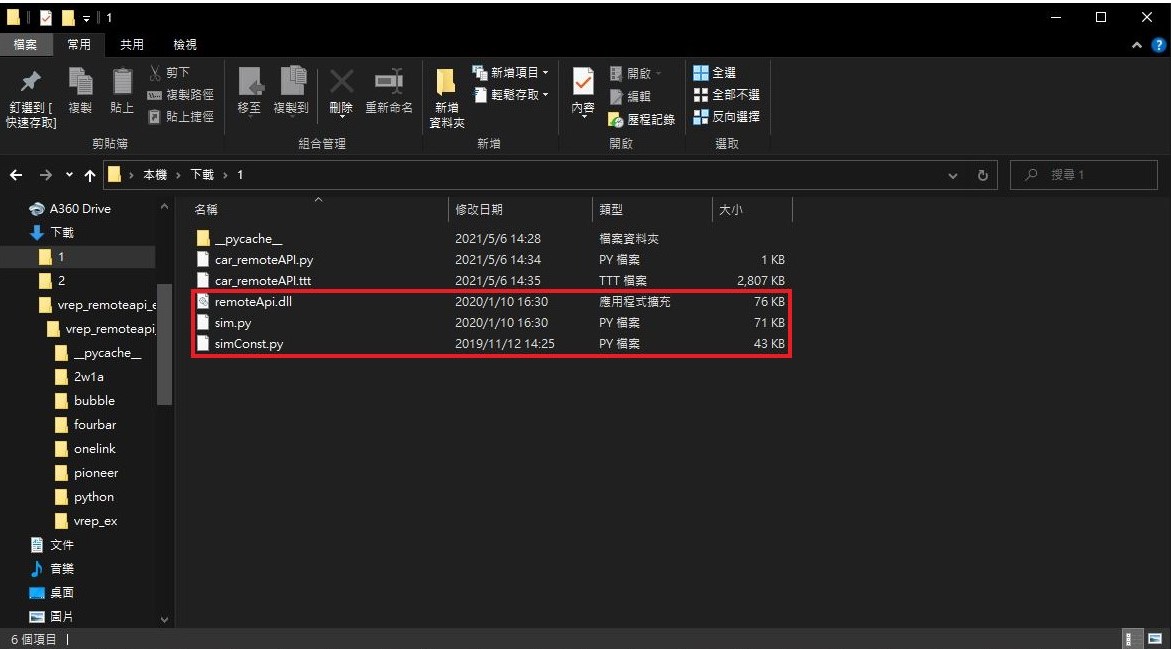 1
檔案 常用 共用 檢視
釘選到 [快速存取]
複製
貼上
剪下
複製路徑
貼上捷徑
剪貼簿
移至
複製到
刪除
重新命名
組合管理
新增資料夾
新增項目
輕鬆存取
新增
內容
開啟
編輯
歷程記錄
開啟
全選
全部不選
反向選擇
選取
本機 › 下載 › 1
搜尋 1
A360 Drive
下載
1
2
vrep_remoteapi_e
vrep_remoteapi_
__pycache__
2w1a
bubble
fourbar
onelink
pioneer
python
vrep_ex
文件
音樂
桌面
圖片
名稱 修改日期 類型 大小
__pycache__ 2021/5/6 14:28 檔案資料夾
car_remoteAPI.py 2021/5/6 14:34 PY 檔案 1 KB
car_remoteAPI.ttt 2021/5/6 14:35 TTT 檔案 2,807 KB
remoteApi.dll 2020/1/10 16:30 應用程式擴充 76 KB
sim.py 2020/1/10 16:30 PY 檔案 71 KB
simConst.py 2019/11/12 14:25 PY 檔案 43 KB
6 個項目